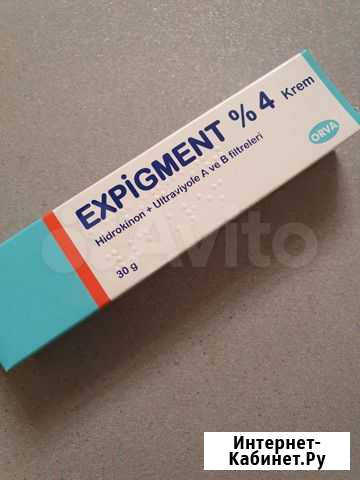 EXPiGMENT %4 Krem
Hidrokinon + Ultraviyole A ve B filtreleri
30 g
ORVA
Avito
Интернет-
Кабинет.Ру